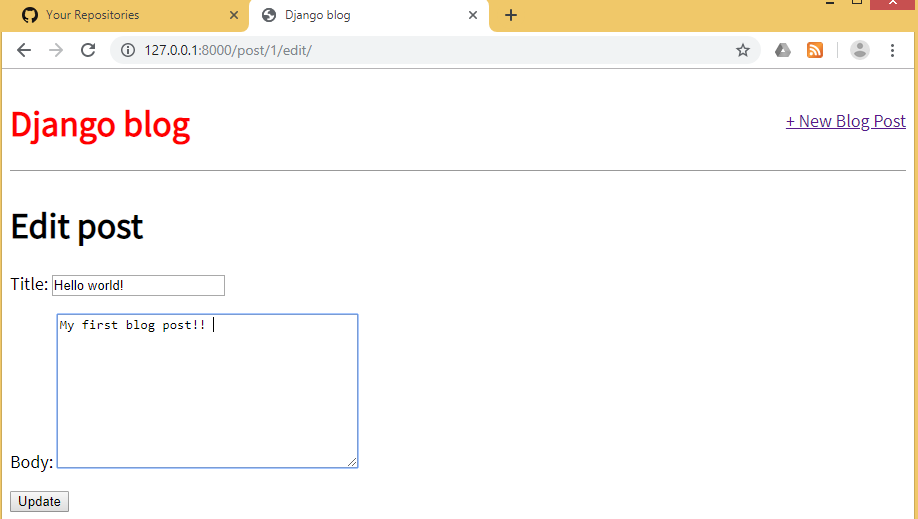 Your Repositories
Django blog
127.0.0.1:8000/post/1/edit/
Django blog
+ New Blog Post
Edit post
Title: Hello world!
My first blog post!!
Body:
Update